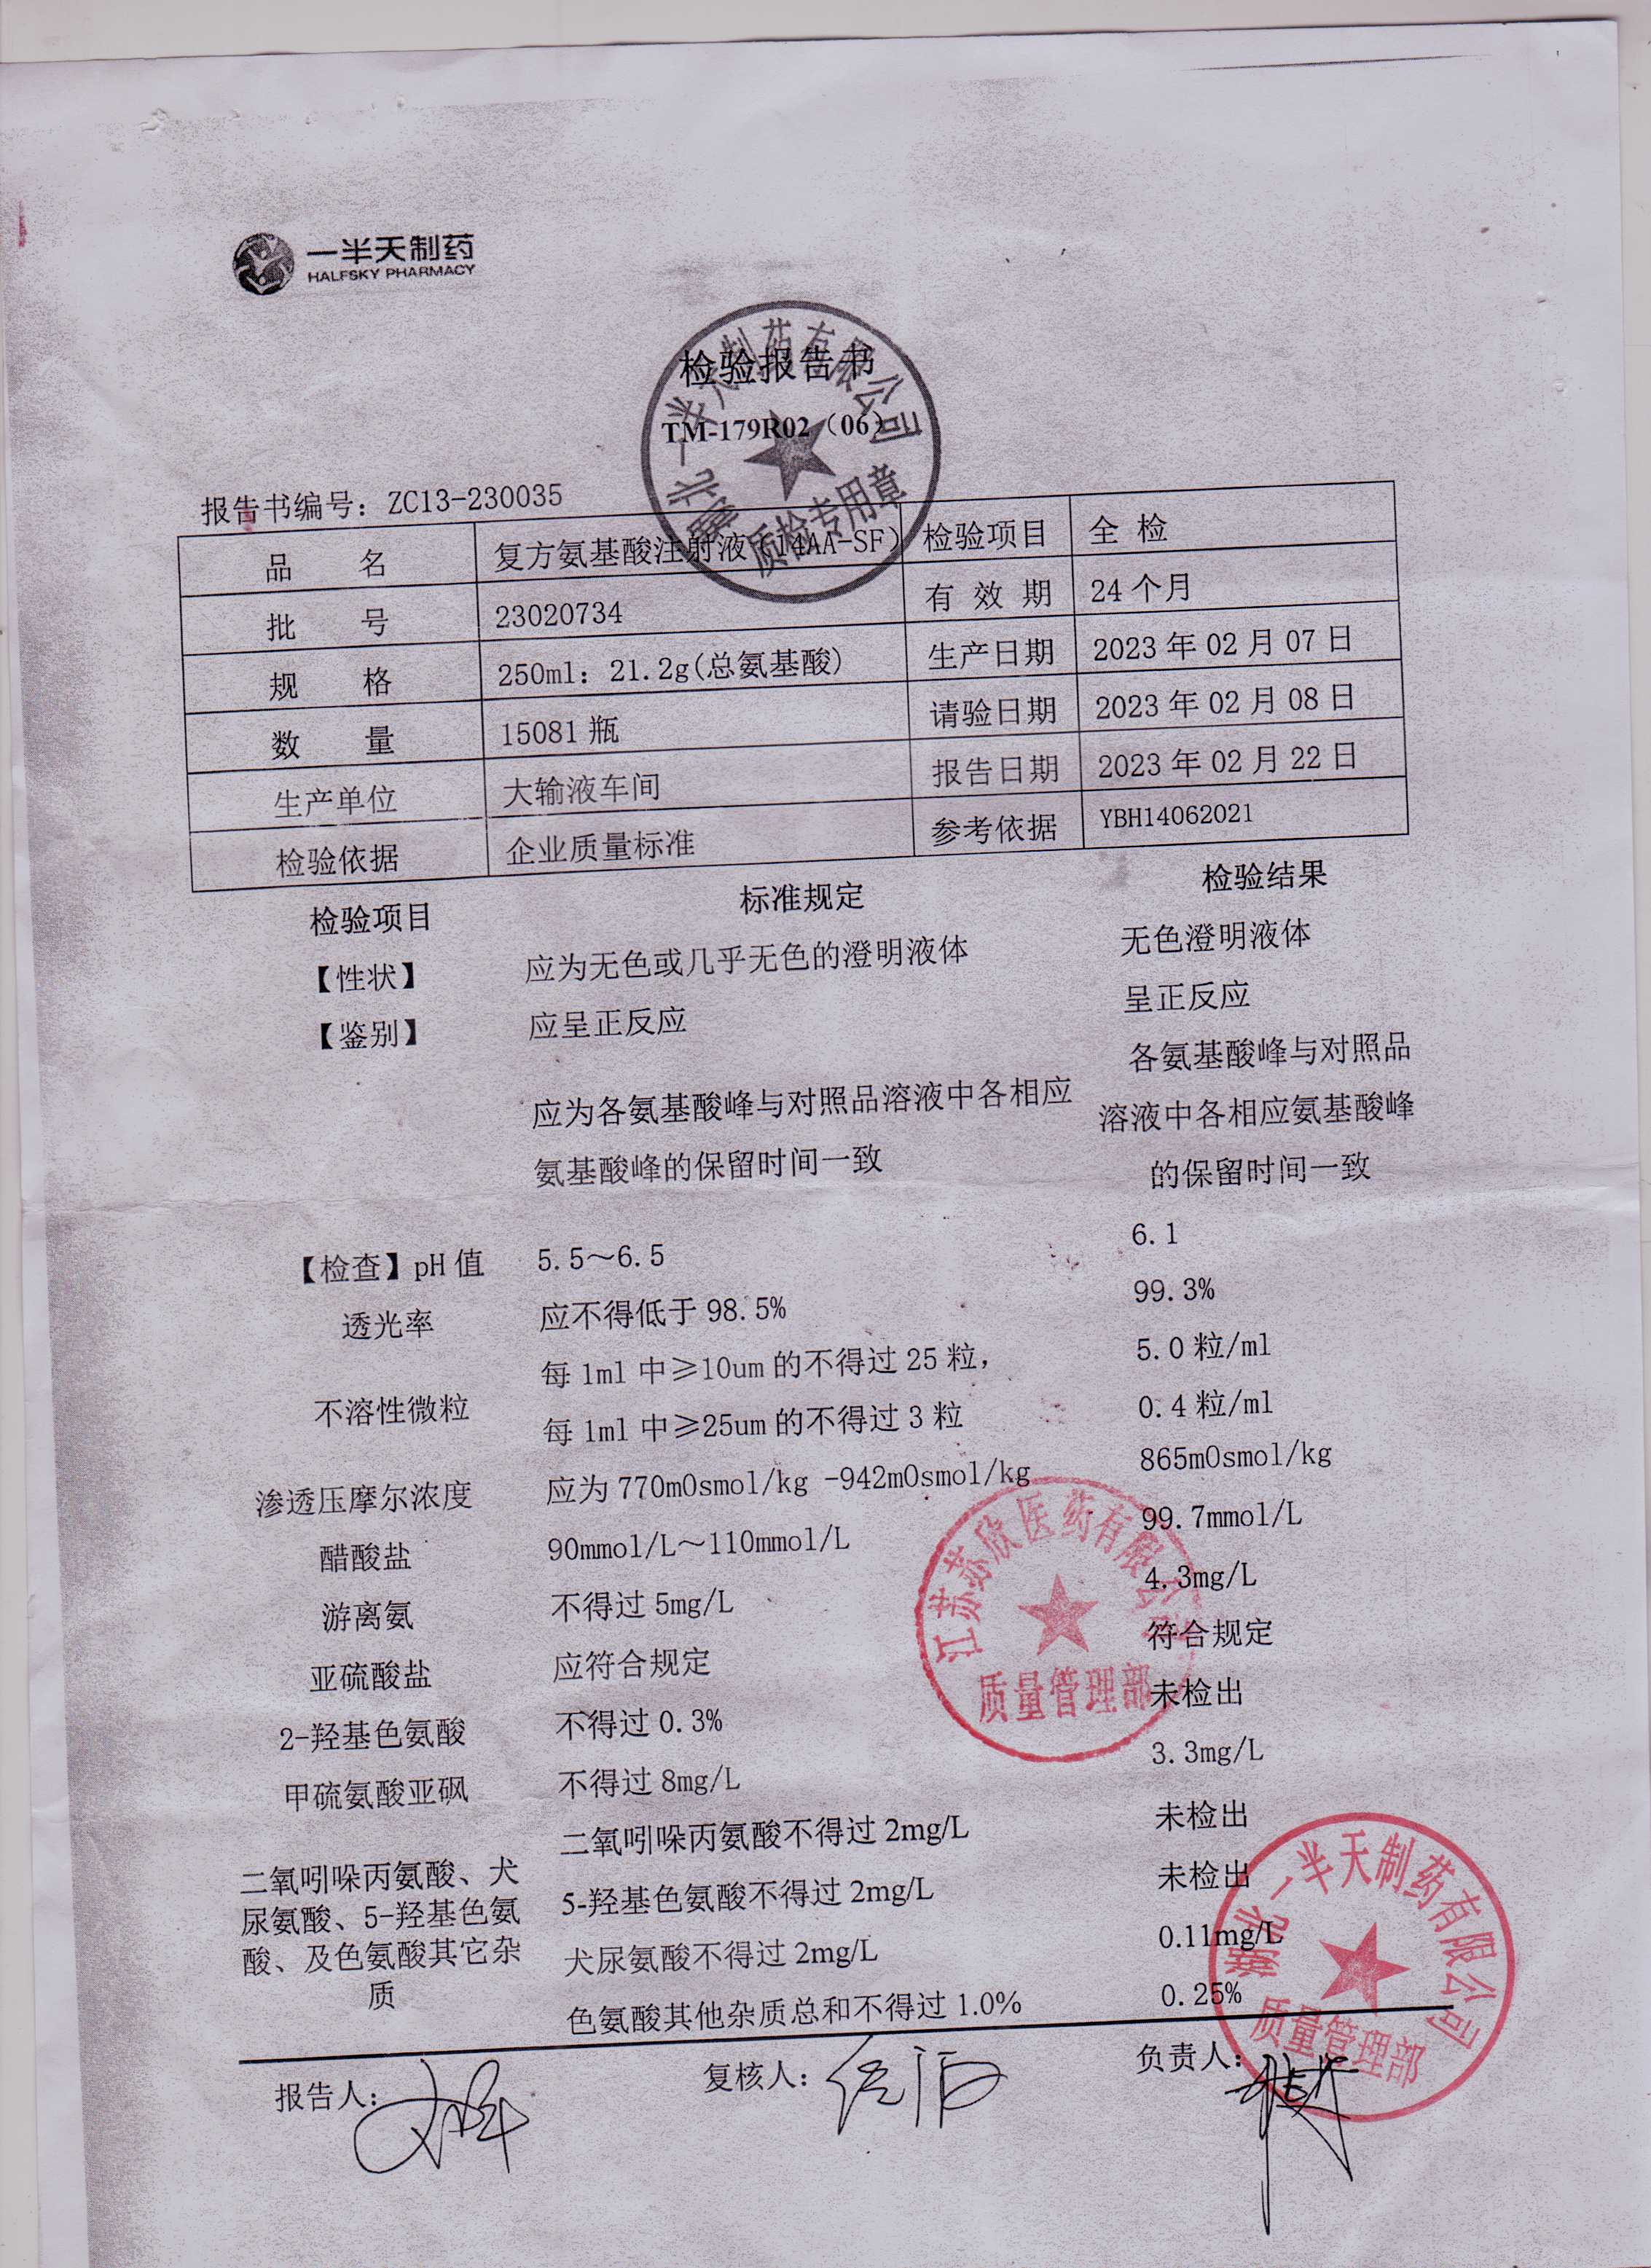 一半天制药
HALFSKY PHARMACY
检验报告书
TM-179R02（06）
湖北一半天制药有限公司
质检专用章
报告书编号：ZC13-230035
品 名 复方氨基酸注射液（14AA-SF） 检验项目 全 检
批 号 23020734 有 效 期 24个月
规 格 250ml：21.2g(总氨基酸) 生产日期 2023年02月07日
数 量 15081瓶 请验日期 2023年02月08日
生产单位 大输液车间 报告日期 2023年02月22日
检验依据 企业质量标准 参考依据 YBH14062021
检验项目 标准规定 检验结果
【性状】 应为无色或几乎无色的澄明液体 无色澄明液体
【鉴别】 应呈正反应 呈正反应
应为各氨基酸峰与对照品溶液中各相应
氨基酸峰的保留时间一致
各氨基酸峰与对照品
溶液中各相应氨基酸峰
的保留时间一致
【检查】pH值 5.5～6.5 6.1
透光率 应不得低于98.5% 99.3%
不溶性微粒
每1ml中≥10um的不得过25粒， 5.0粒/ml
每1ml中≥25um的不得过3粒 0.4粒/ml
渗透压摩尔浓度 应为770mOsmol/kg -942mOsmol/kg 865mOsmol/kg
醋酸盐 90mmol/L～110mmol/L 99.7mmol/L
游离氨 不得过5mg/L 4.3mg/L
亚硫酸盐 应符合规定 符合规定
2-羟基色氨酸 不得过0.3% 未检出
甲硫氨酸亚砜 不得过8mg/L 3.3mg/L
二氧吲哚丙氨酸、犬
尿氨酸、5-羟基色氨
酸、及色氨酸其它杂
质
二氧吲哚丙氨酸不得过2mg/L 未检出
5-羟基色氨酸不得过2mg/L 未检出
犬尿氨酸不得过2mg/L 0.11mg/L
色氨酸其他杂质总和不得过1.0% 0.25%
江苏苏欣医药有限公司
质量管理部
湖北一半天制药有限公司
质量管理部
报告人： 复核人： 负责人：